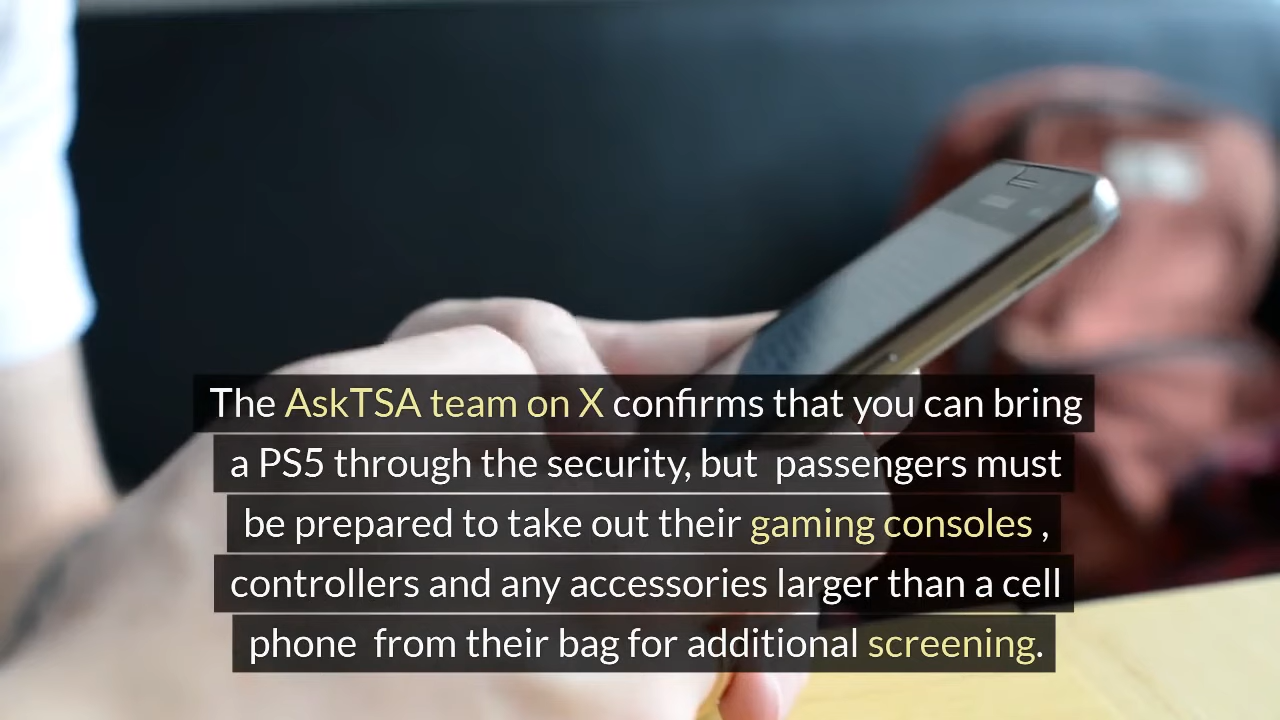 The AskTSA team on X confirms that you can bring
a PS5 through the security, but  passengers must
be prepared to take out their gaming consoles ,
controllers and any accessories larger than a cell
phone  from their bag for additional screening.